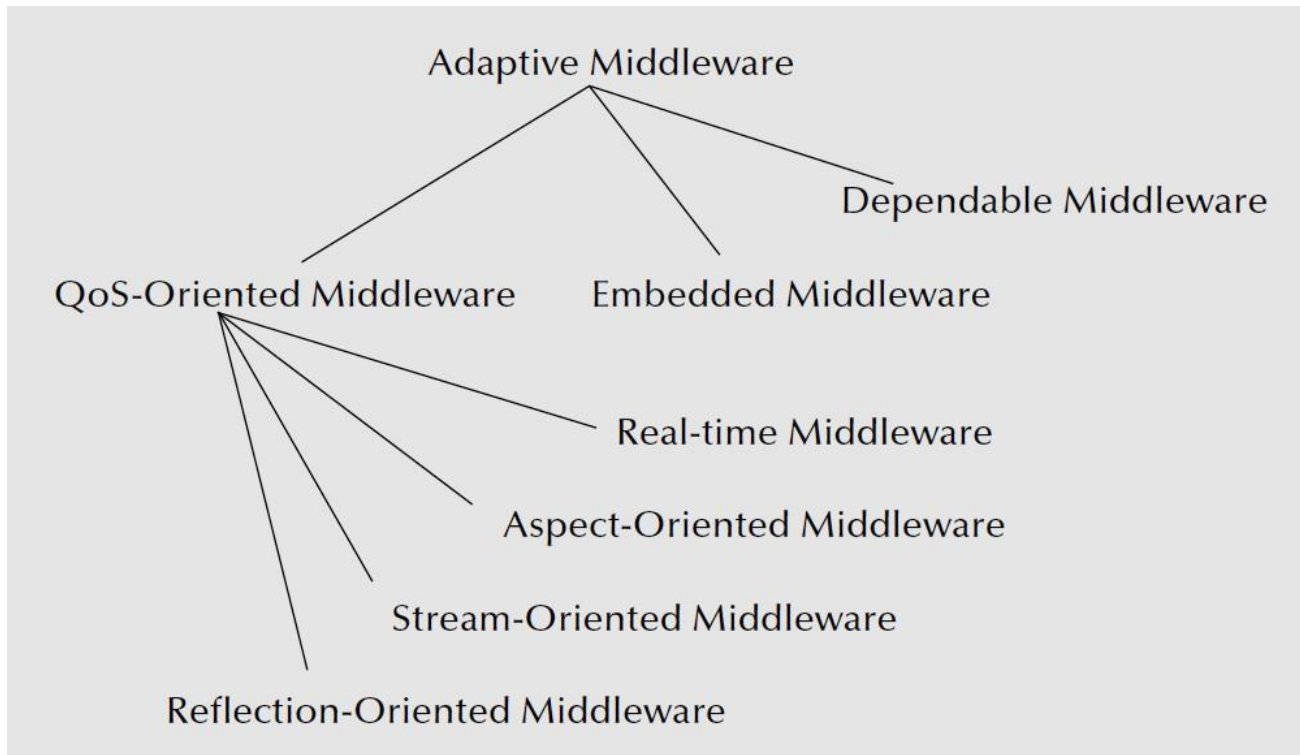 Adaptive Middleware
Dependable Middleware
QoS-Oriented Middleware
Embedded Middleware
Real-time Middleware
Aspect-Oriented Middleware
Stream-Oriented Middleware
Reflection-Oriented Middleware